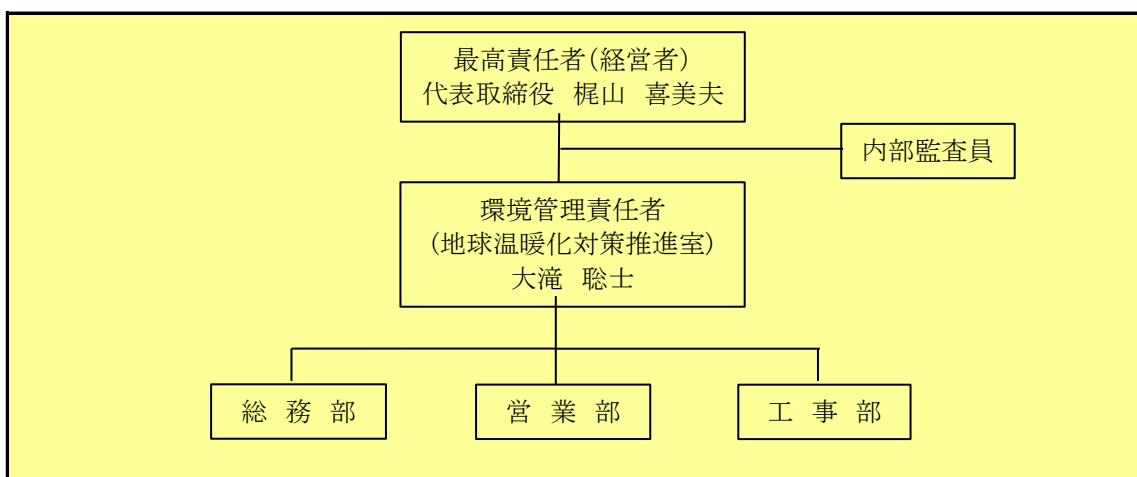 最高責任者(経営者)
代表取締役 梶山 喜美夫
内部監査員
環境管理責任者
(地球温暖化対策推進室)
大滝 聡士
総 務 部
営 業 部
工 事 部